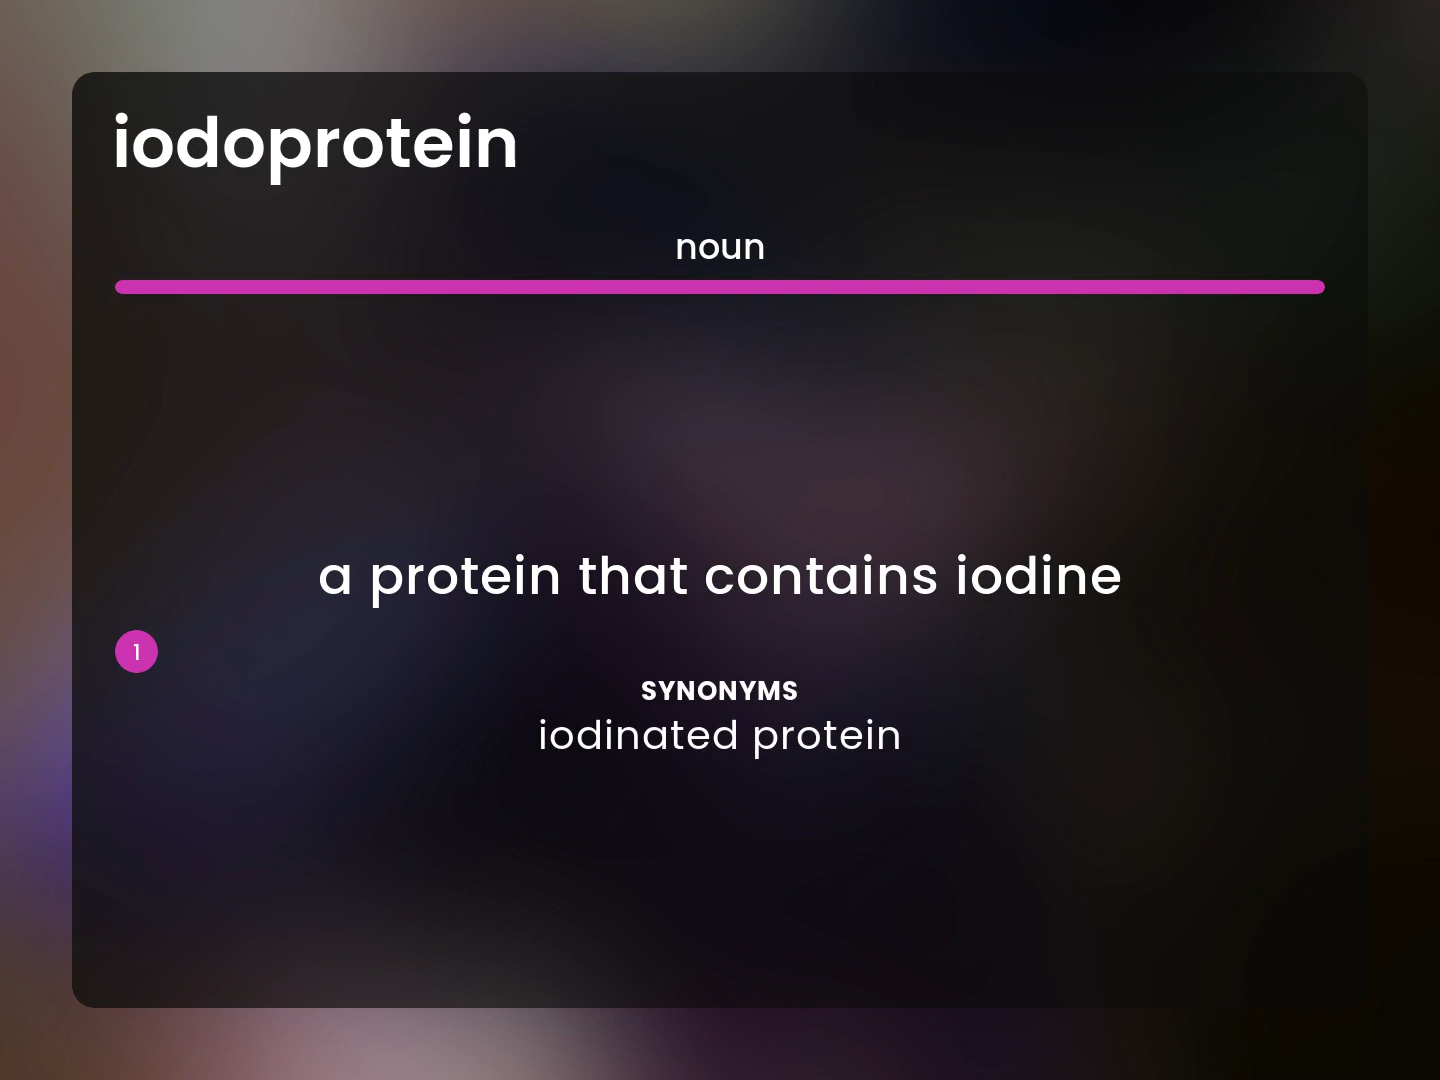 iodoprotein
noun
a protein that contains iodine
1
SYNONYMS
iodinated protein